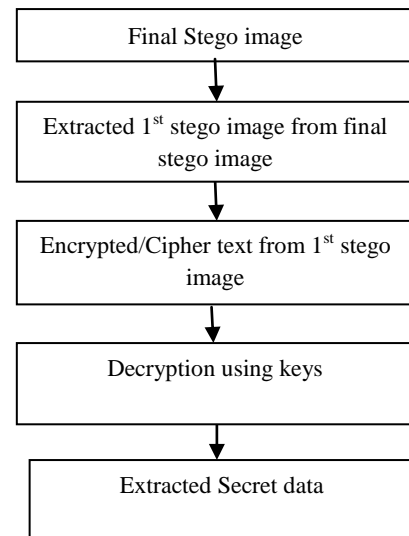 Final Stego image
Extracted 1st stego image from final
stego image
Encrypted/Cipher text from 1st stego
image
Decryption using keys
Extracted Secret data